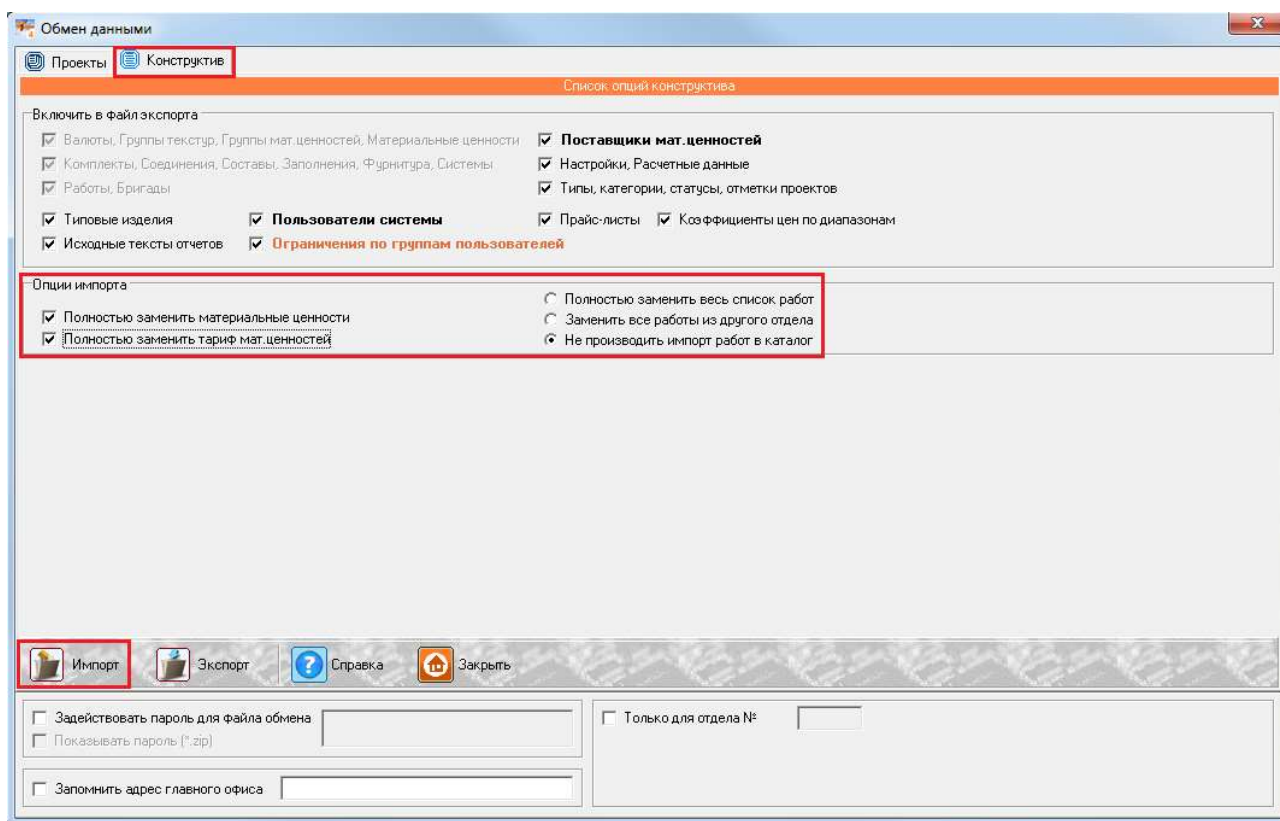 Обмен данными
Проекты Конструктив
Список опций конструктива
Включить в файл экспорта
Валюты, Группы текстур, Группы мат.ценностей, Материальные ценности Поставщики мат.ценностей
Комплекты, Соединения, Составы, Заполнения, Фурнитура, Системы Настройки, Расчетные данные
Работы, Бригады Типы, категории, статусы, отметки проектов
Типовые изделия Пользователи системы Прайс-листы Коэффициенты цен по диапазонам
Исходные тексты отчетов Ограничения по группам пользователей
Опции импорта
Полностью заменить весь список работ
Полностью заменить материальные ценности Заменить все работы из другого отдела
Полностью заменить тариф мат.ценностей Не производить импорт работ в каталог
Импорт Экспорт Справка Закрыть
Задействовать пароль для файла обмена Только для отдела №
Показывать пароль (*.zip)
Запомнить адрес главного офиса